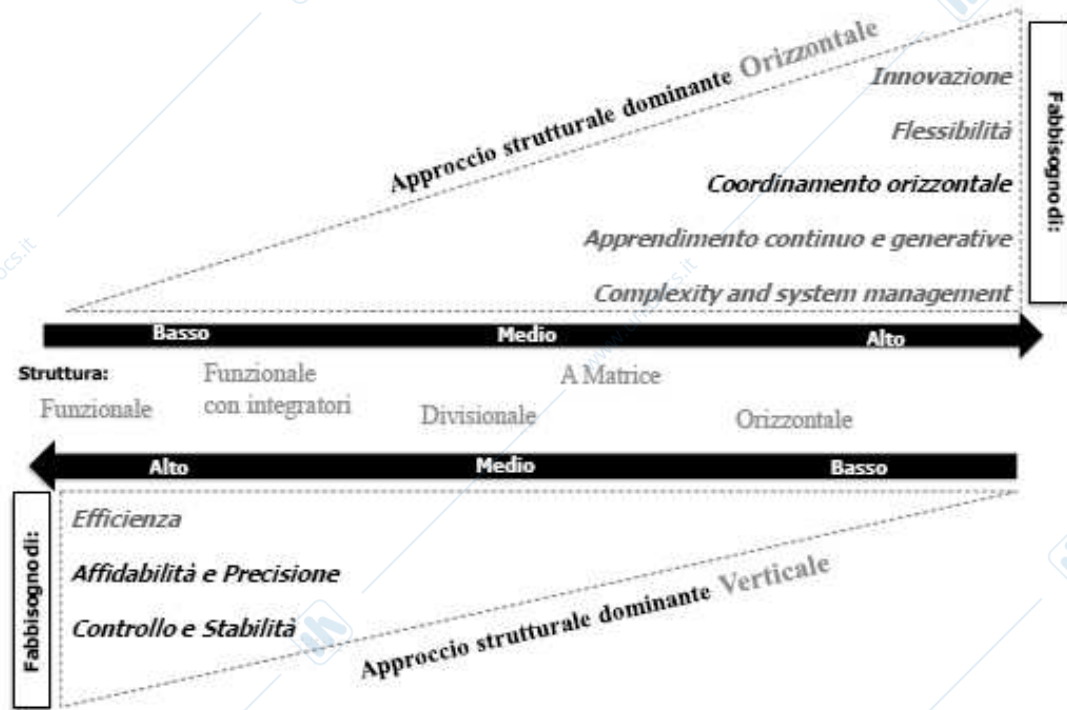 Approccio strutturale dominante Orizzontale
Innovazione
Flessibilità
Coordinamento orizzontale
Apprendimento continuo e generative
Complexity and system management
Fabbisogno di:
Basso Medio Alto
Struttura:
Funzionale
Funzionale
con integratori
Divisionale
A Matrice
Orizzontale
Alto Medio Basso
Fabbisogno di:
Efficienza
Affidabilità e Precisione
Controllo e Stabilità
Approccio strutturale dominante Verticale